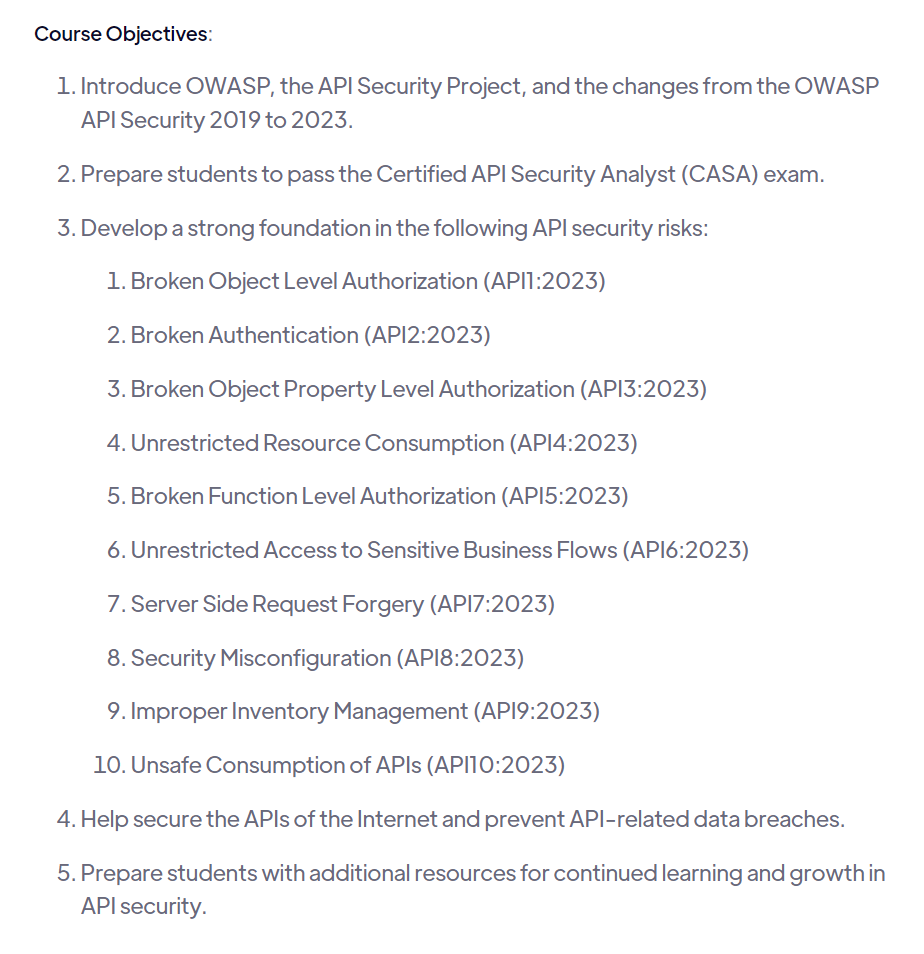 Course Objectives:
1. Introduce OWASP, the API Security Project, and the changes from the OWASP
API Security 2019 to 2023.
2. Prepare students to pass the Certified API Security Analyst (CASA) exam.
3. Develop a strong foundation in the following API security risks:
1. Broken Object Level Authorization (API1:2023)
2. Broken Authentication (API2:2023)
3. Broken Object Property Level Authorization (API3:2023)
4. Unrestricted Resource Consumption (API4:2023)
5. Broken Function Level Authorization (API5:2023)
6. Unrestricted Access to Sensitive Business Flows (API6:2023)
7. Server Side Request Forgery (API7:2023)
8. Security Misconfiguration (API8:2023)
9. Improper Inventory Management (API9:2023)
10. Unsafe Consumption of APIs (API10:2023)
4. Help secure the APIs of the Internet and prevent API-related data breaches.
5. Prepare students with additional resources for continued learning and growth in
API security.